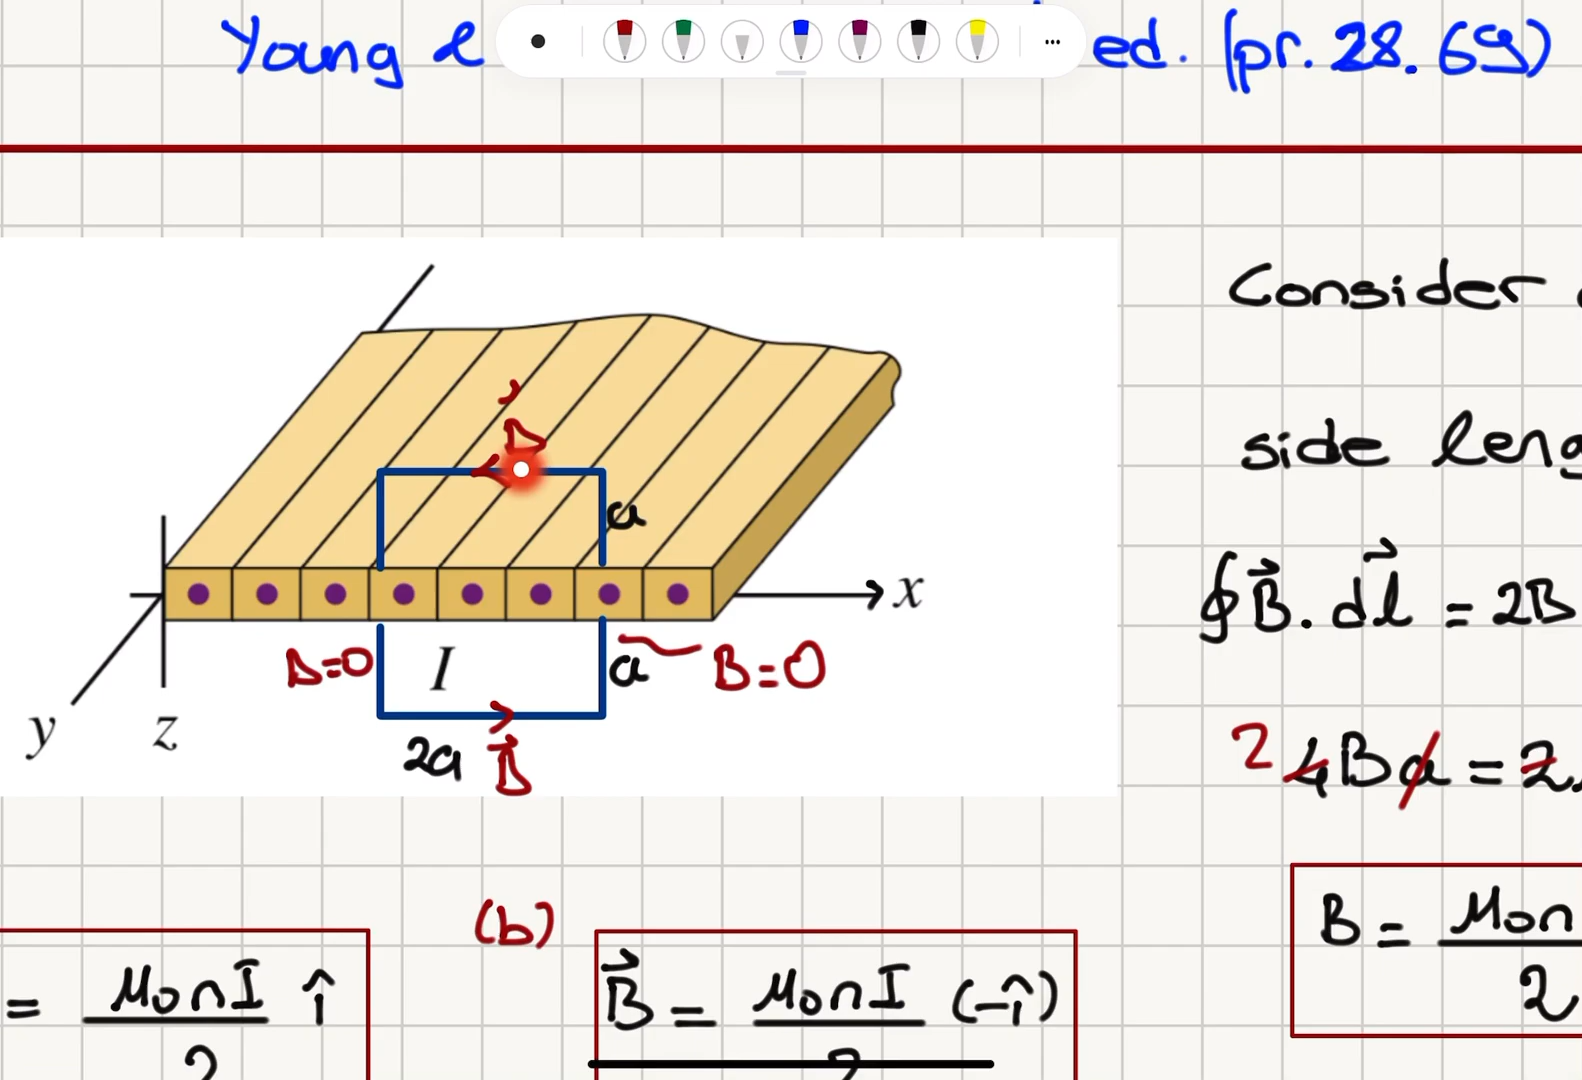 Young & ed. (pr. 28. 69)
Consider
side leng
a
∮B⃗. dl⃗ = 2B
x
B=0 I a B=0
y z
2a B⃗
2 4Ba = 2
(b)
B = μ₀n
2
= μ₀nI î
2
B⃗ = μ₀nI (-î)
2